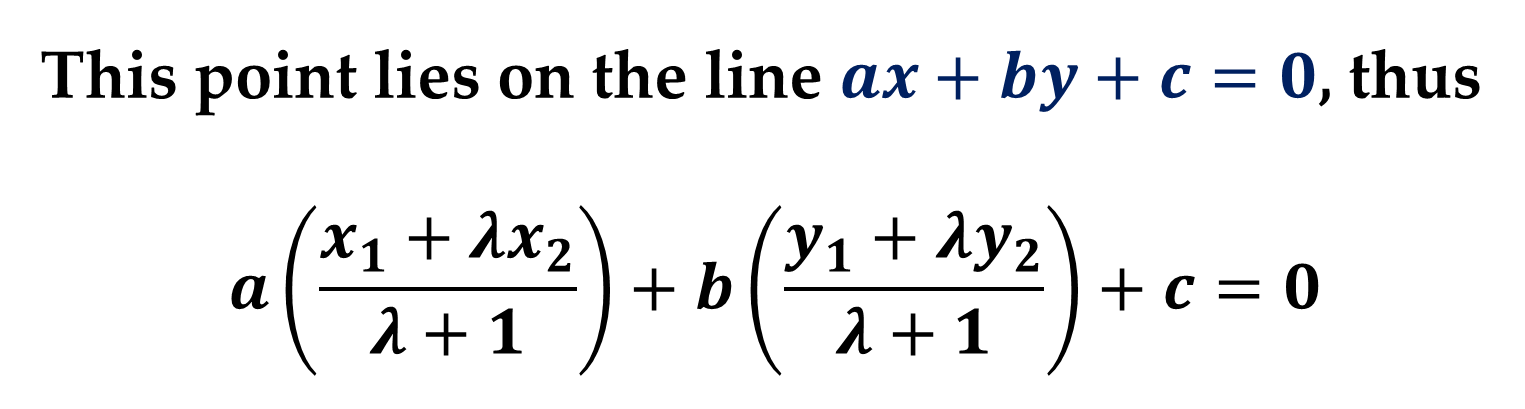 This point lies on the line ax + by + c = 0, thus
a((x₁ + λx₂)/(λ + 1)) + b((y₁ + λy₂)/(λ + 1)) + c = 0